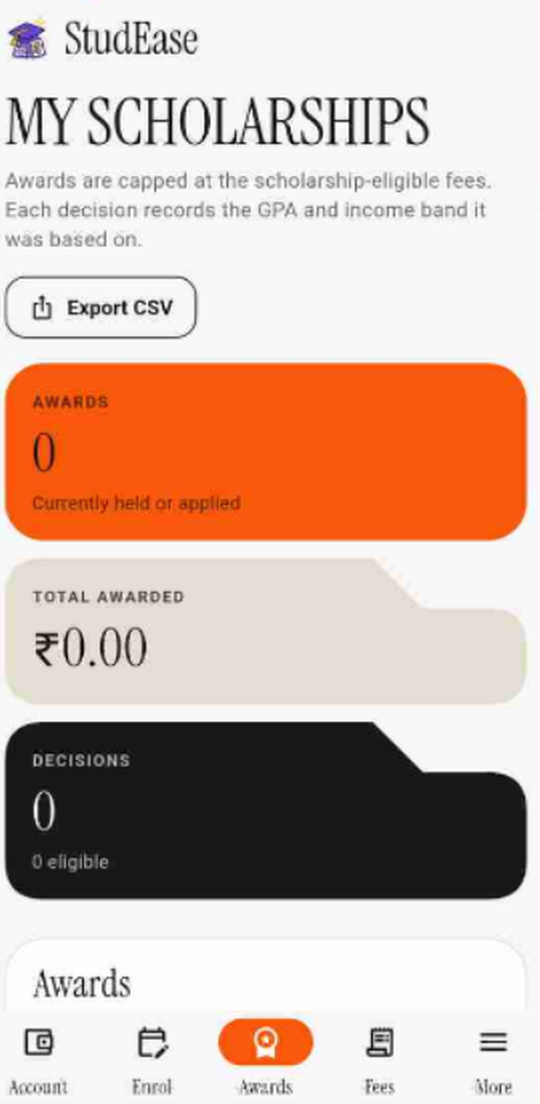 StudEase
MY SCHOLARSHIPS
Awards are capped at the scholarship-eligible fees.
Each decision records the GPA and income band it
was based on.
Export CSV
AWARDS
0
Currently held or applied
TOTAL AWARDED
₹0.00
DECISIONS
0
0 eligible
Awards
Account Enrol Awards Fees More